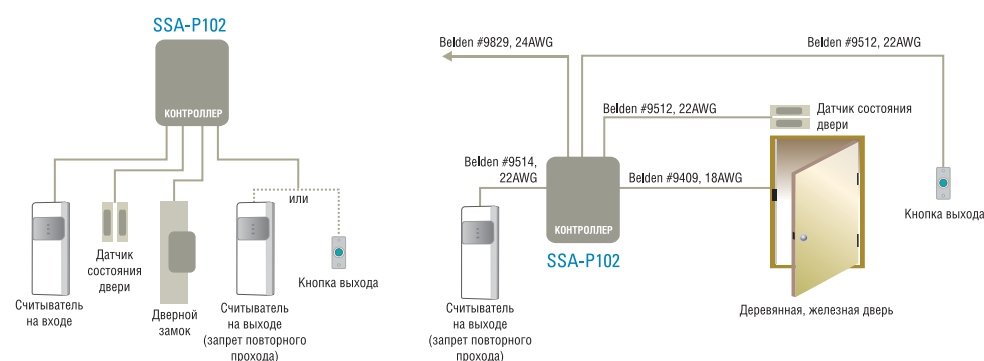 SSA-P102
КОНТРОЛЛЕР
или
Датчик
состояния
двери
Кнопка выхода
Считыватель
на входе
Дверной
замок
Считыватель
на выходе
(запрет повторного
прохода)
Belden #9829, 24AWG
Belden #9512, 22AWG
Belden #9512, 22AWG
Датчик состояния
двери
Belden #9514,
22AWG
Belden #9409, 18AWG
КОНТРОЛЛЕР
SSA-P102
Кнопка выхода
Считыватель
на выходе
(запрет повторного
прохода)
Деревянная, железная дверь